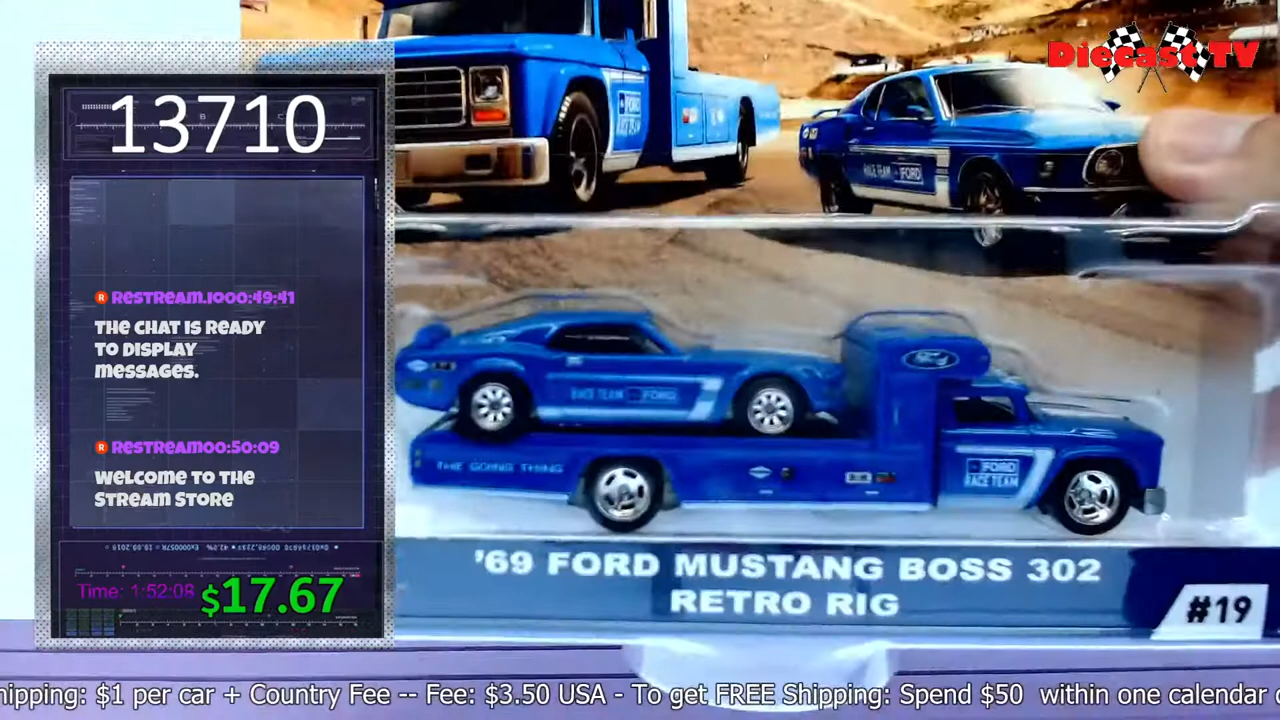 Diecast TV
13710
Restream.io00:49:41
The chat is ready
to display
messages.
Restream00:50:09
Welcome to the
Stream Store
Time: 1:52:08
$17.67
FORD
RACE TEAM
RACE TEAM FORD
Ford
RACE TEAM FORD
THE GOING THING
FORD
RACE TEAM
'69 FORD MUSTANG BOSS 302
RETRO RIG
#19
hipping: $1 per car + Country Fee -- Fee: $3.50 USA - To get FREE Shipping: Spend $50 within one calendar